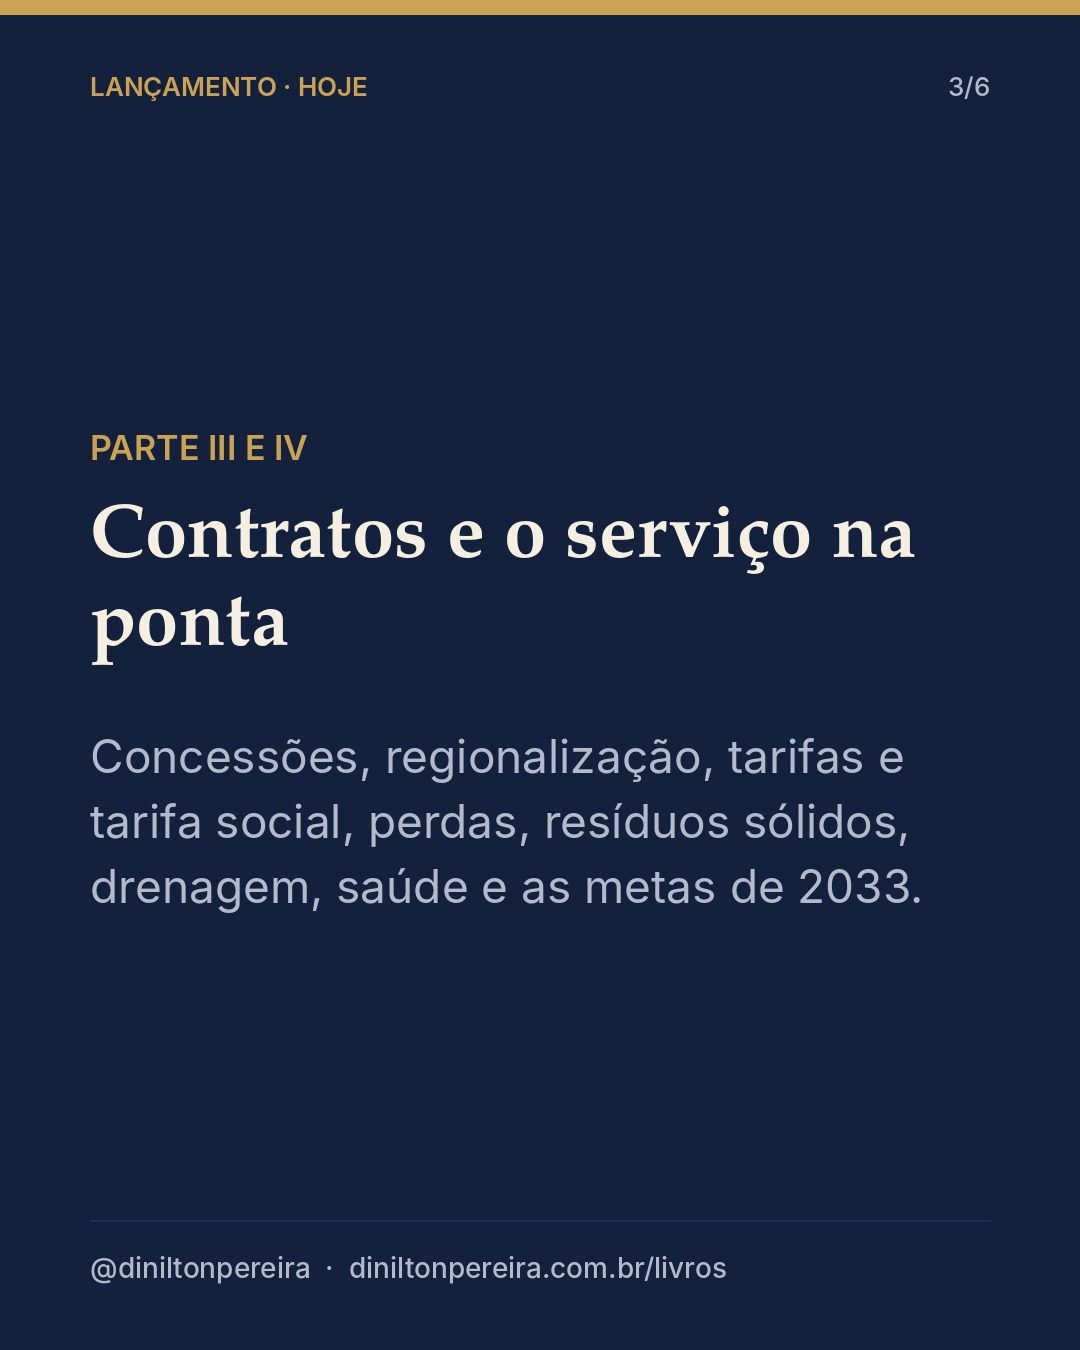 LANÇAMENTO · HOJE
3/6
PARTE III E IV
Contratos e o serviço na
ponta
Concessões, regionalização, tarifas e
tarifa social, perdas, resíduos sólidos,
drenagem, saúde e as metas de 2033.
@diniltonpereira · diniltonpereira.com.br/livros